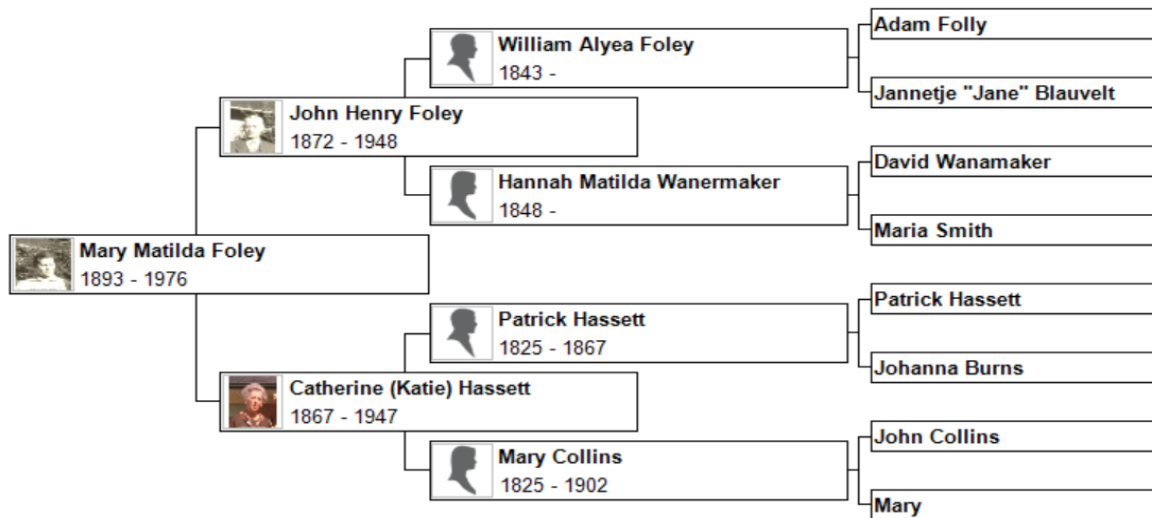 Adam Folly
William Alyea Foley
1843 -
Jannetje "Jane" Blauvelt
John Henry Foley
1872 - 1948
David Wanamaker
Hannah Matilda Wanermaker
1848 -
Maria Smith
Mary Matilda Foley
1893 - 1976
Patrick Hassett
Patrick Hassett
1825 - 1867
Johanna Burns
Catherine (Katie) Hassett
1867 - 1947
John Collins
Mary Collins
1825 - 1902
Mary